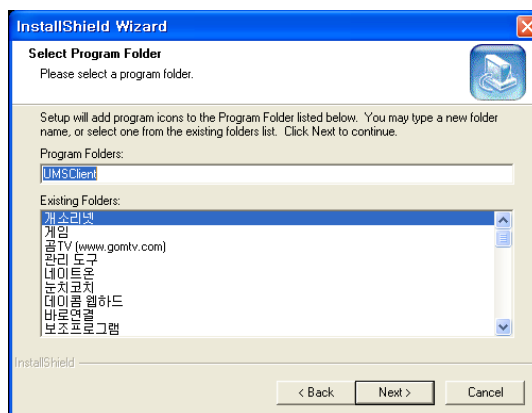 InstallShield Wizard
Select Program Folder
Please select a program folder.
Setup will add program icons to the Program Folder listed below. You may type a new folder
name, or select one from the existing folders list. Click Next to continue.
Program Folders:
UMSClient
Existing Folders:
개소리넷
게임
곰TV (www.gomtv.com)
관리 도구
네이트온
눈치코치
데이콤 웹하드
바로연결
보조프로그램
InstallShield
< Back
Next >
Cancel